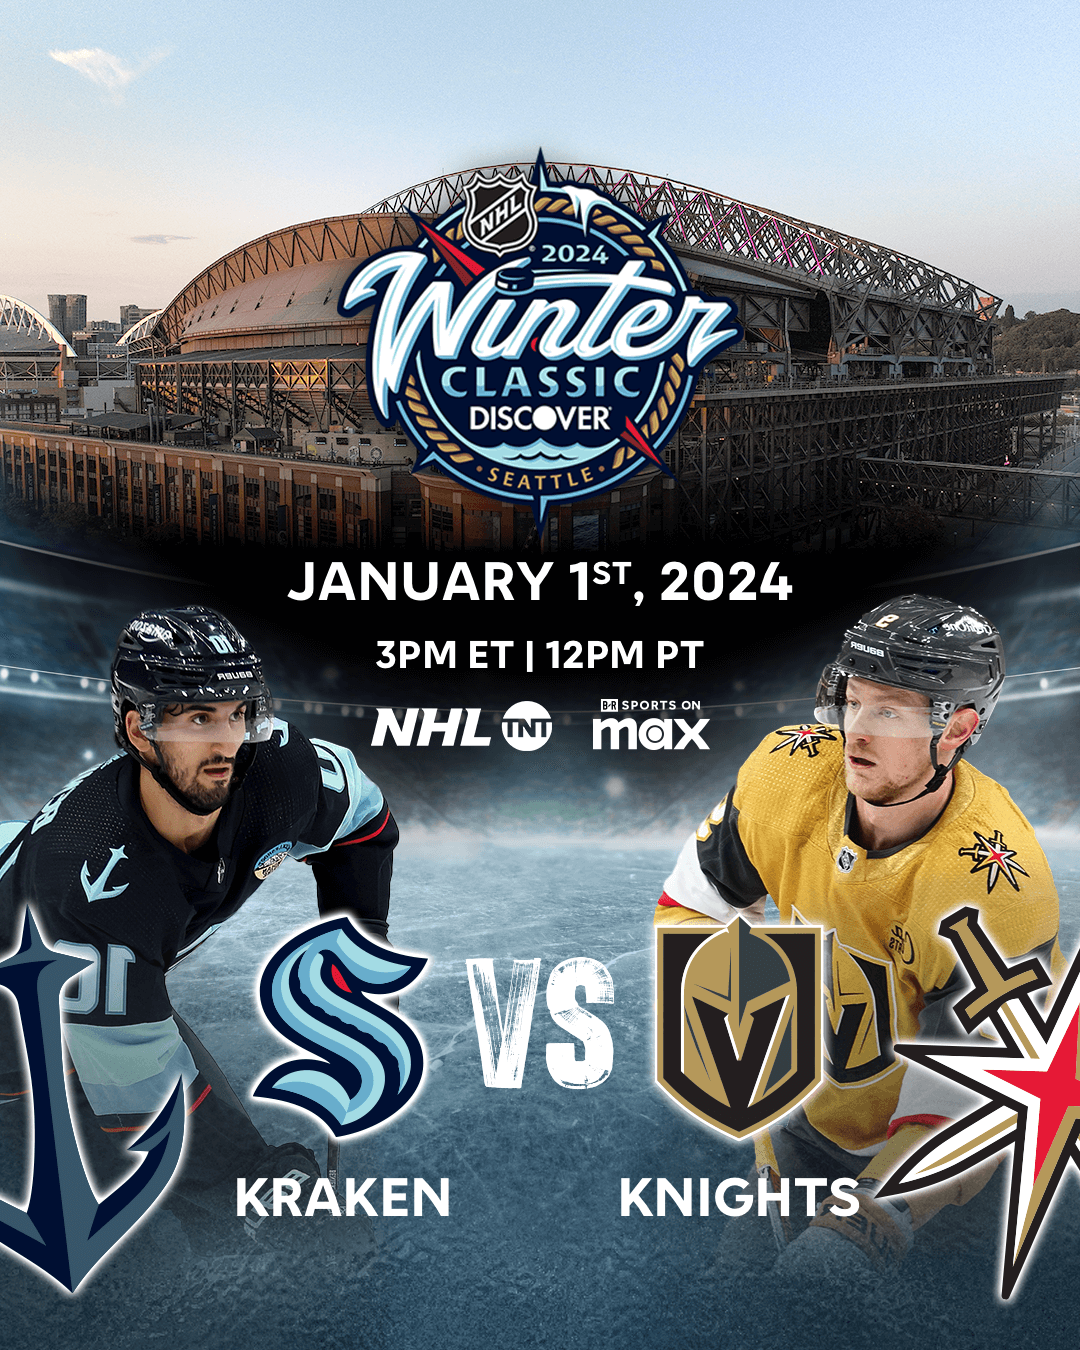 NHL
2024
Winter
CLASSIC
DISCOVER
SEATTLE
JANUARY 1ST, 2024
3PM ET | 12PM PT
NHL TNT
B/R SPORTS ON
max
VS
KRAKEN
KNIGHTS